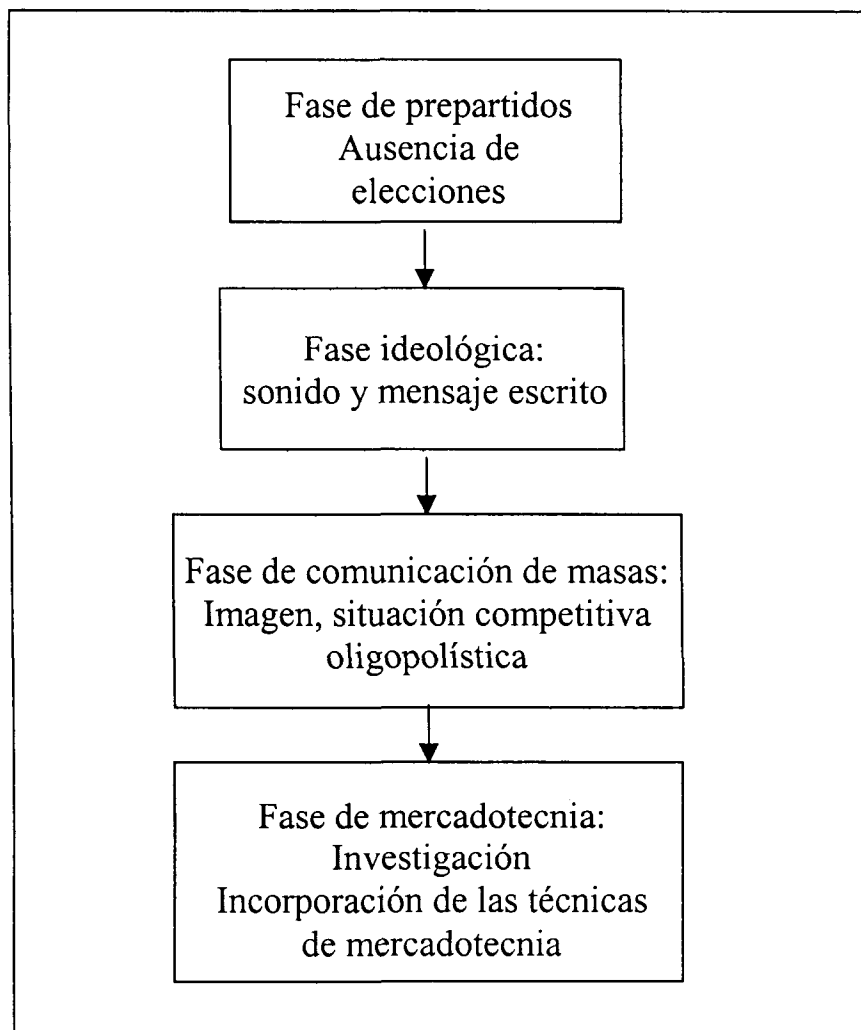 Fase de prepartidos
Ausencia de
elecciones
Fase ideológica:
sonido y mensaje escrito
Fase de comunicación de masas:
Imagen, situación competitiva
oligopolística
Fase de mercadotecnia:
Investigación
Incorporación de las técnicas
de mercadotecnia